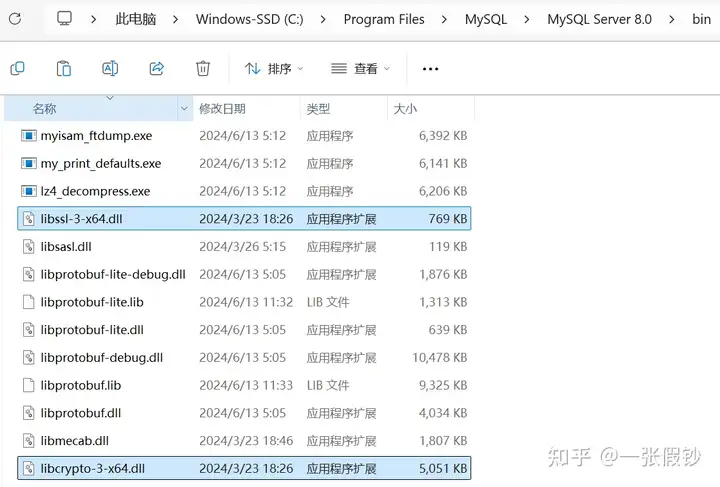 此电脑 > Windows-SSD (C:) > Program Files > MySQL > MySQL Server 8.0 > bin
排序 查看 ...
名称 修改日期 类型 大小
myisam_ftdump.exe 2024/6/13 5:12 应用程序 6,392 KB
my_print_defaults.exe 2024/6/13 5:12 应用程序 6,141 KB
lz4_decompress.exe 2024/6/13 5:12 应用程序 6,206 KB
libssl-3-x64.dll 2024/3/23 18:26 应用程序扩展 769 KB
libsasl.dll 2024/3/26 5:15 应用程序扩展 119 KB
libprotobuf-lite-debug.dll 2024/6/13 5:05 应用程序扩展 1,876 KB
libprotobuf-lite.lib 2024/6/13 11:32 LIB 文件 1,313 KB
libprotobuf-lite.dll 2024/6/13 5:05 应用程序扩展 639 KB
libprotobuf-debug.dll 2024/6/13 5:05 应用程序扩展 10,478 KB
libprotobuf.lib 2024/6/13 11:33 LIB 文件 9,325 KB
libprotobuf.dll 2024/6/13 5:05 应用程序扩展 4,034 KB
libmecab.dll 2024/3/23 18:46 应用程序扩展 1,807 KB
libcrypto-3-x64.dll 2024/3/23 18:26 应用程序扩展 5,051 KB
知乎 @一张假钞